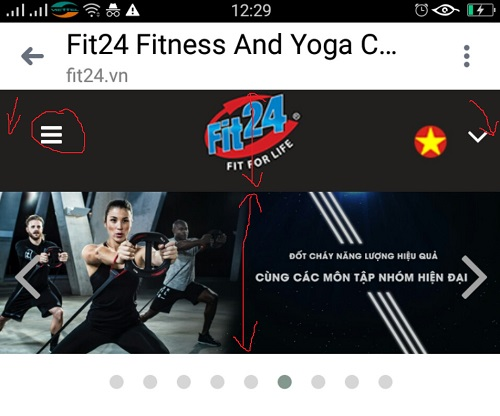 VIETTEL
12:29
Fit24 Fitness And Yoga C...
fit24.vn
Fit24®
FIT FOR LIFE
ĐỐT CHÁY NĂNG LƯỢNG HIỆU QUẢ
CÙNG CÁC MÔN TẬP NHÓM HIỆN ĐẠI